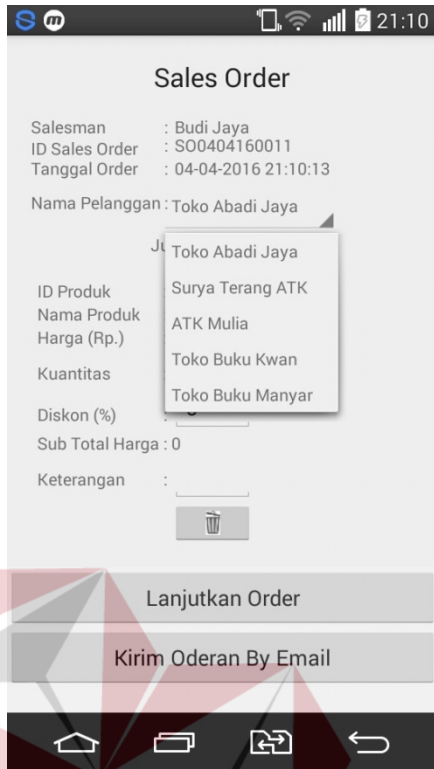 21:10
Sales Order
Salesman : Budi Jaya
ID Sales Order : SO0404160011
Tanggal Order : 04-04-2016 21:10:13
Nama Pelanggan : Toko Abadi Jaya
Toko Abadi Jaya
Surya Terang ATK
ATK Mulia
Toko Buku Kwan
Toko Buku Manyar
ID Produk
Nama Produk
Harga (Rp.)
Kuantitas
Diskon (%) :
Sub Total Harga : 0
Keterangan :
Lanjutkan Order
Kirim Oderan By Email